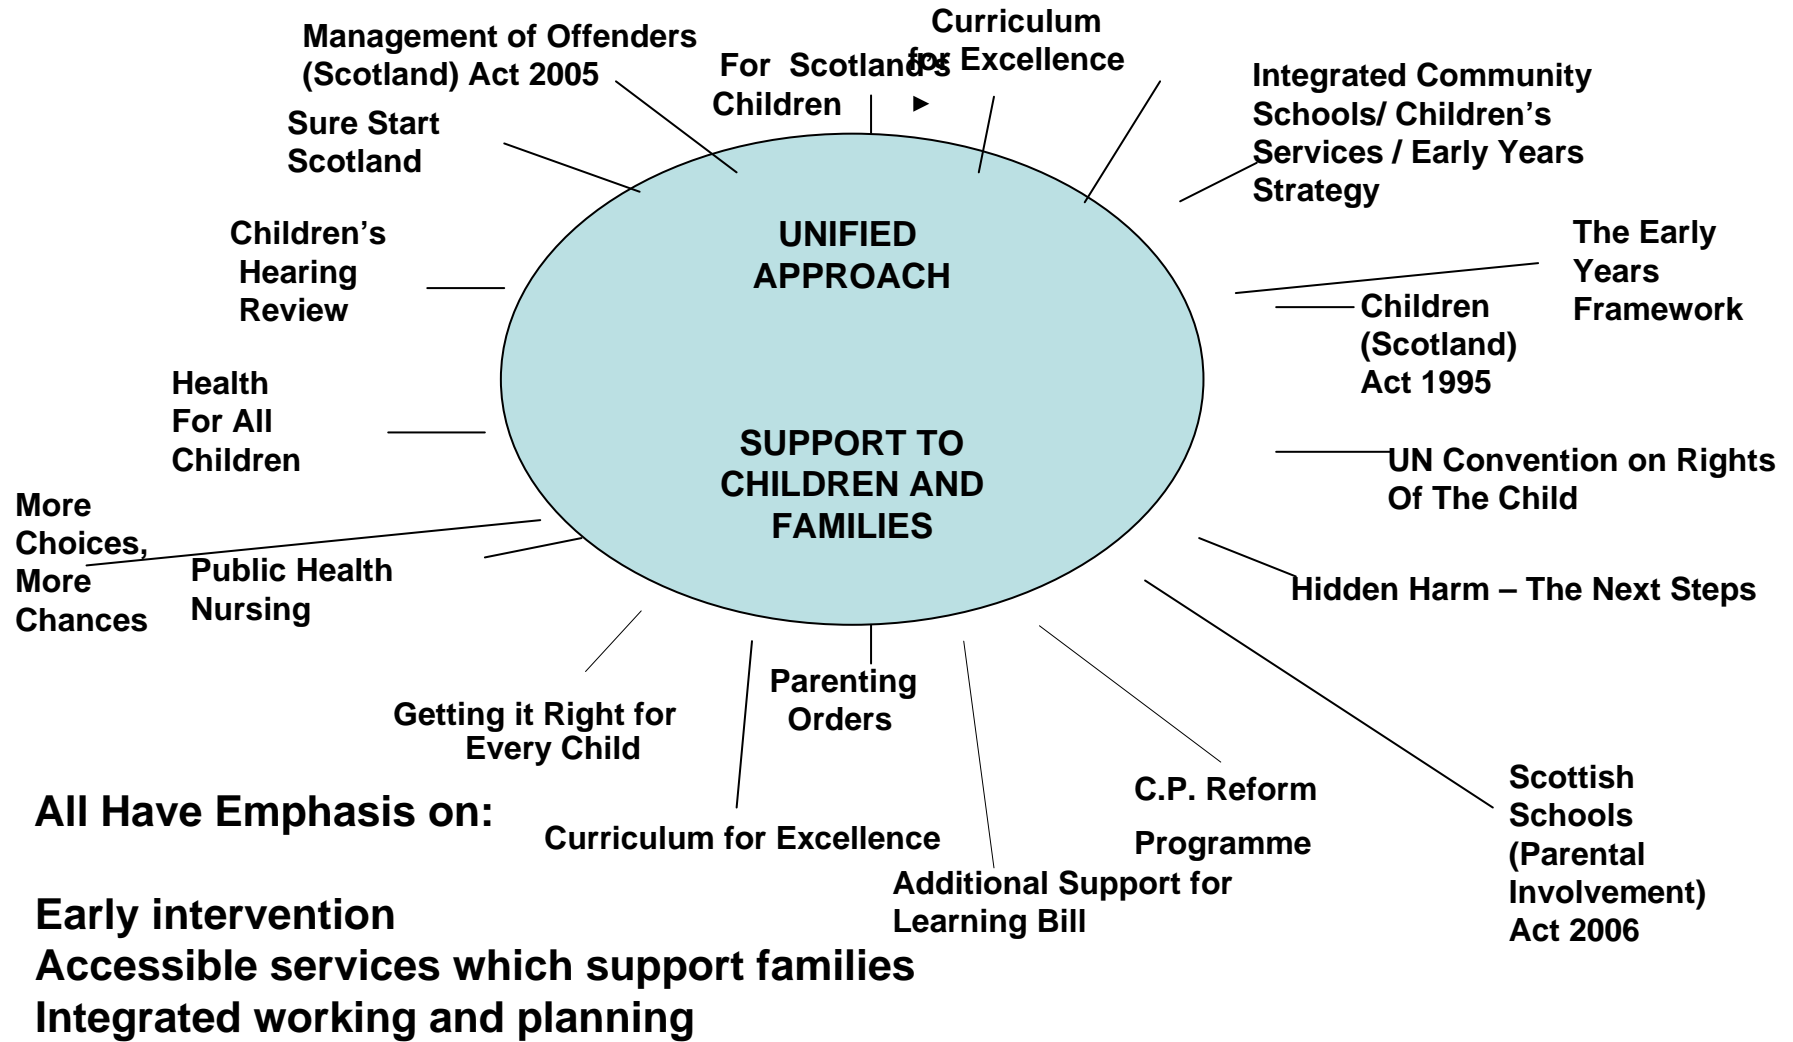 Management of Offenders
(Scotland) Act 2005
For Scotland's
Children
►
Curriculum
for Excellence
Integrated Community
Schools/ Children’s
Services / Early Years
Strategy
Sure Start
Scotland
Children’s
Hearing
Review
UNIFIED
APPROACH
The Early
Years
Framework
Children
(Scotland)
Act 1995
Health
For All
Children
SUPPORT TO
CHILDREN AND
FAMILIES
UN Convention on Rights
Of The Child
More
Choices,
More
Chances
Public Health
Nursing
Hidden Harm – The Next Steps
Getting it Right for
Every Child
Parenting
Orders
Curriculum for Excellence
Additional Support for
Learning Bill
C.P. Reform
Programme
Scottish
Schools
(Parental
Involvement)
Act 2006
All Have Emphasis on:
Early intervention
Accessible services which support families
Integrated working and planning